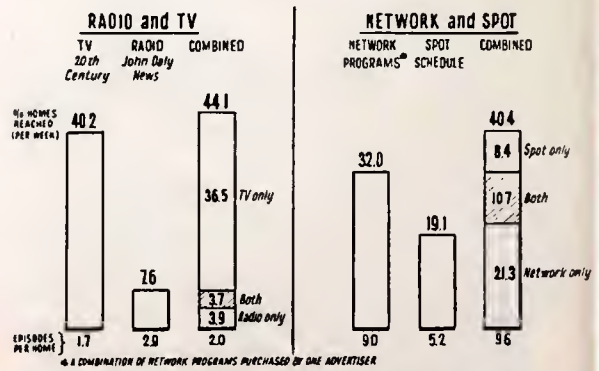 RADIO and TV
TV
20th
Century
RADIO
John Daly
News
COMBINED
% HOMES
REACHED
(PER WEEK)
40.2
7.6
44.1
36.5 TV only
3.7 Both
3.9 Radio only
EPISODES
PER HOME
1.7 2.9 2.0
NETWORK and SPOT
NETWORK
PROGRAMS*
SPOT
SCHEDULE
COMBINED
32.0
19.1
40.4
8.4 Spot only
10.7 Both
21.3 Network only
9.0 5.2 9.6
* A COMBINATION OF NETWORK PROGRAMS PURCHASED BY ONE ADVERTISER